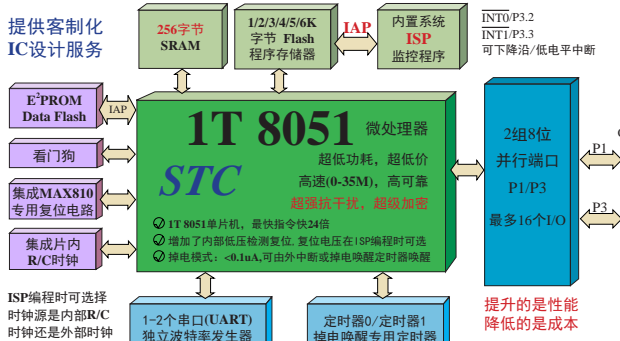 提供客制化
IC设计服务
256字节
SRAM
1/2/3/4/5/6K
字节 Flash
程序存储器
IAP
内置系统
ISP
监控程序
INT0/P3.2
INT1/P3.3
可下降沿/低电平中断
E²PROM
Data Flash
IAP
看门狗
集成MAX810
专用复位电路
集成片内
R/C时钟
1T 8051 微处理器
STC
超低功耗，超低价
高速(0-35M)，高可靠
超强抗干扰，超级加密
1T 8051单片机，最快指令快24倍
增加了内部低压检测复位, 复位电压在ISP编程时可选
掉电模式：<0.1uA,可由外中断或掉电唤醒定时器唤醒
2组8位
并行端口
P1/P3
最多16个I/O
P1
P3
ISP编程时可选择
时钟源是内部R/C
时钟还是外部时钟
1-2个串口(UART)
独立波特率发生器
定时器0/定时器1
掉电唤醒专用定时器
提升的是性能
降低的是成本